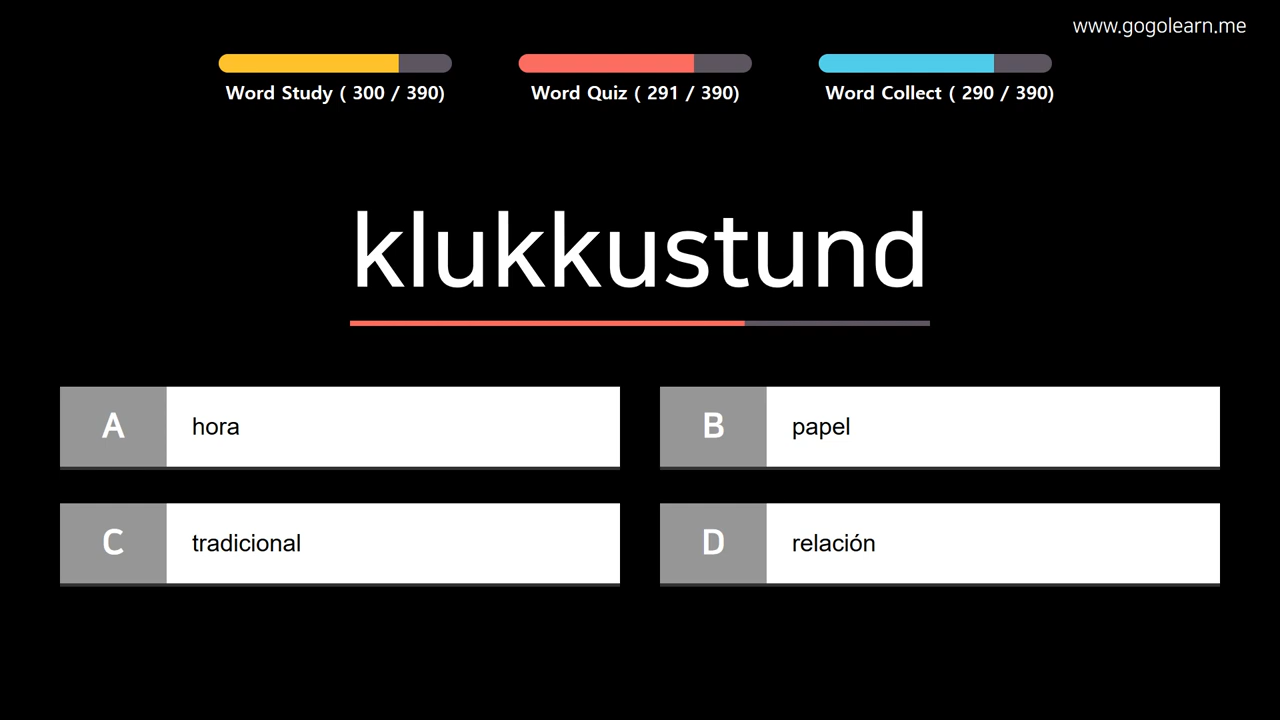 www.gogolearn.me
Word Study ( 300 / 390)
Word Quiz ( 291 / 390)
Word Collect ( 290 / 390)
klukkustund
A hora
B papel
C tradicional
D relación